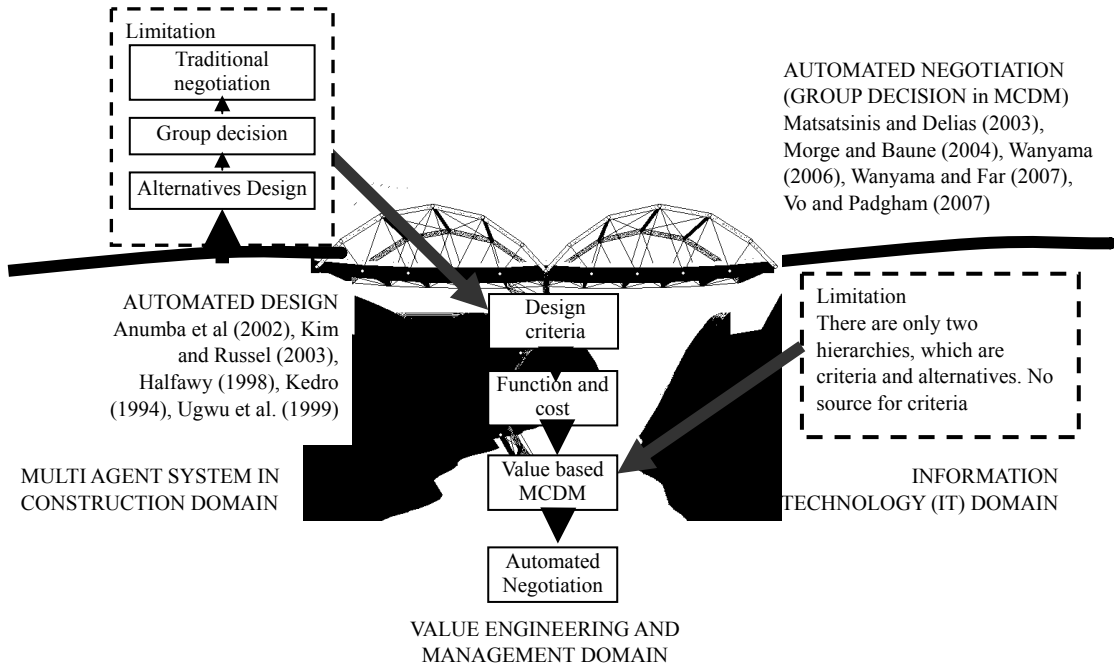 Limitation
Traditional
negotiation
Group decision
Alternatives Design
AUTOMATED DESIGN
Anumba et al (2002), Kim
and Russel (2003),
Halfawy (1998), Kedro
(1994), Ugwu et al. (1999)
MULTI AGENT SYSTEM IN
CONSTRUCTION DOMAIN
Design
criteria
Function and
cost
Value based
MCDM
Automated
Negotiation
VALUE ENGINEERING AND
MANAGEMENT DOMAIN
AUTOMATED NEGOTIATION
(GROUP DECISION in MCDM)
Matsatsinis and Delias (2003),
Morge and Baune (2004), Wanyama
(2006), Wanyama and Far (2007),
Vo and Padgham (2007)
Limitation
There are only two
hierarchies, which are
criteria and alternatives. No
source for criteria
INFORMATION
TECHNOLOGY (IT) DOMAIN